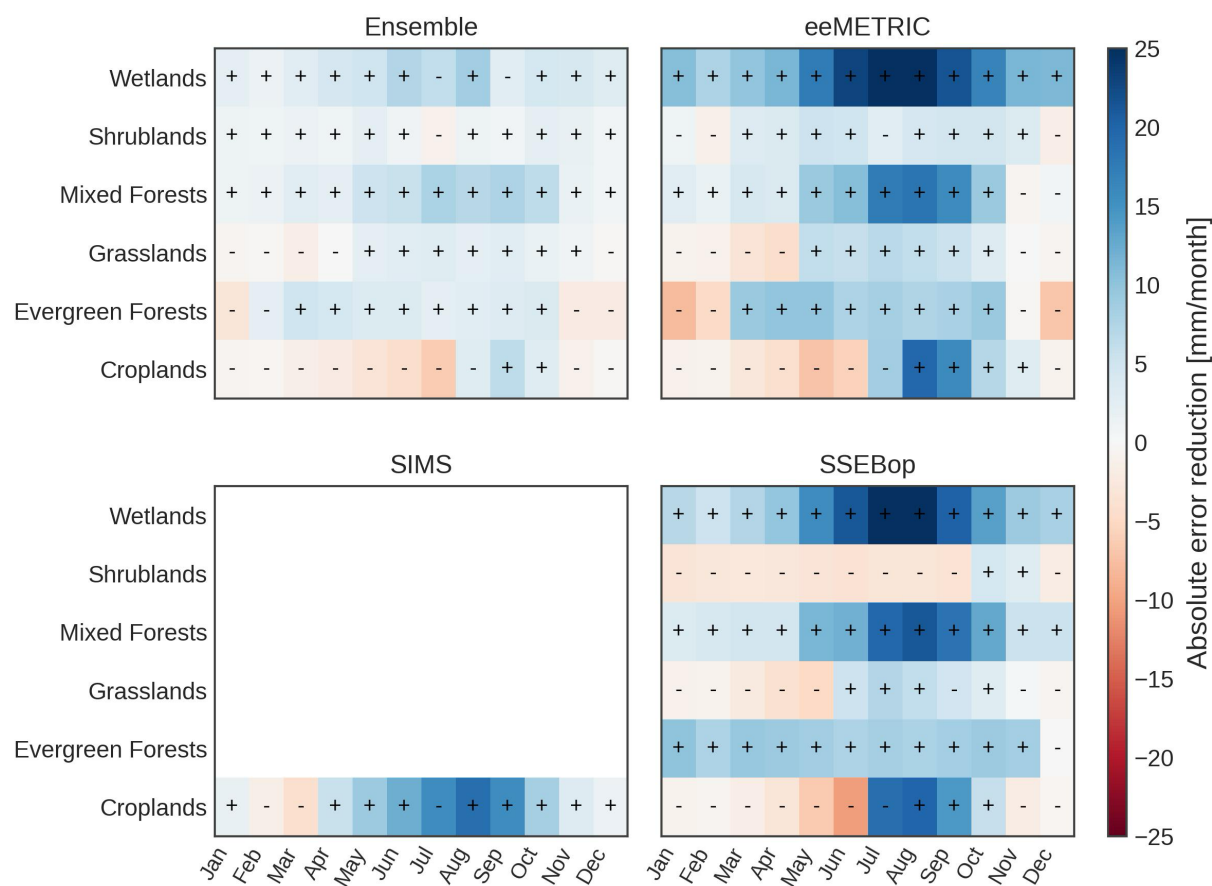 Ensemble
eeMETRIC
Wetlands + + + + + + - + - + + + + + + + + + + + + + + +
Shrublands + + + + + + - + + + + + - - + + + + - + + + + -
Mixed Forests + + + + + + + + + + + + + + + + + + + + + + - -
Grasslands - - - - + + + + + + + - - - - - + + + + + + - -
Evergreen Forests - - + + + + + + + + - - - - + + + + + + + + - -
Croplands - - - - - - - - + + - - - - - - - - - + + + + -
25
20
15
10
5
0
−5
−10
−15
−20
−25
Absolute error reduction [mm/month]
SIMS
SSEBop
Wetlands + + + + + + + + + + + +
Shrublands - - - - - - - - - + + -
Mixed Forests + + + + + + + + + + + +
Grasslands - - - - - + + + - + - -
Evergreen Forests + + + + + + + + + + + -
Croplands + - - + + + - + + + + + - - - - - - - + + + - -
Jan Feb Mar Apr May Jun Jul Aug Sep Oct Nov Dec
Jan Feb Mar Apr May Jun Jul Aug Sep Oct Nov Dec